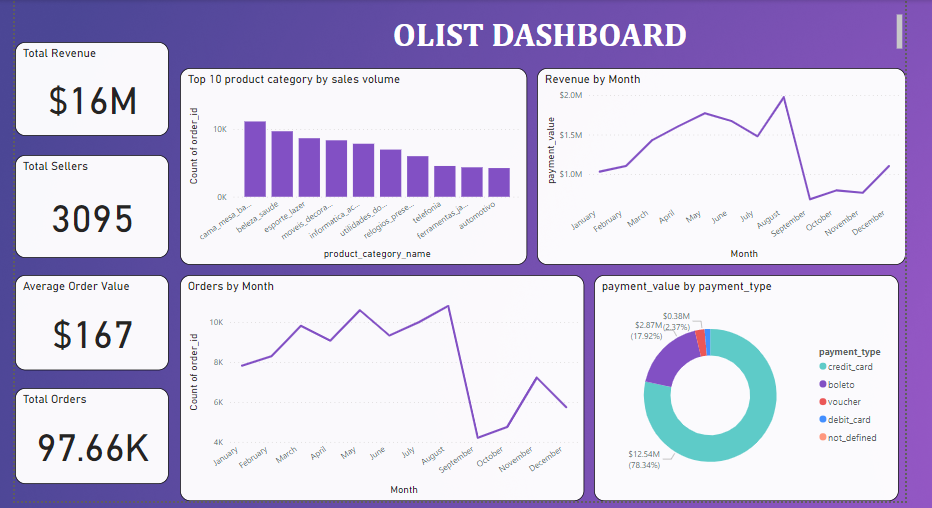 OLIST DASHBOARD
Total Revenue
$16M
Total Sellers
3095
Average Order Value
$167
Total Orders
97.66K
Top 10 product category by sales volume
Count of order_id
10K
0K
cama_mesa_ba...
beleza_saude
esporte_lazer
moveis_decora...
informatica_ac...
utilidades_do...
relogios_prese...
telefonia
ferramentas_ja...
automotivo
product_category_name
Revenue by Month
payment_value
$2.0M
$1.5M
$1.0M
January
February
March
April
May
June
July
August
September
October
November
December
Month
Orders by Month
Count of order_id
10K
8K
6K
4K
January
February
March
April
May
June
July
August
September
October
November
December
Month
payment_value by payment_type
$0.38M
(2.37%)
$2.87M
(17.92%)
$12.54M
(78.34%)
payment_type
credit_card
boleto
voucher
debit_card
not_defined